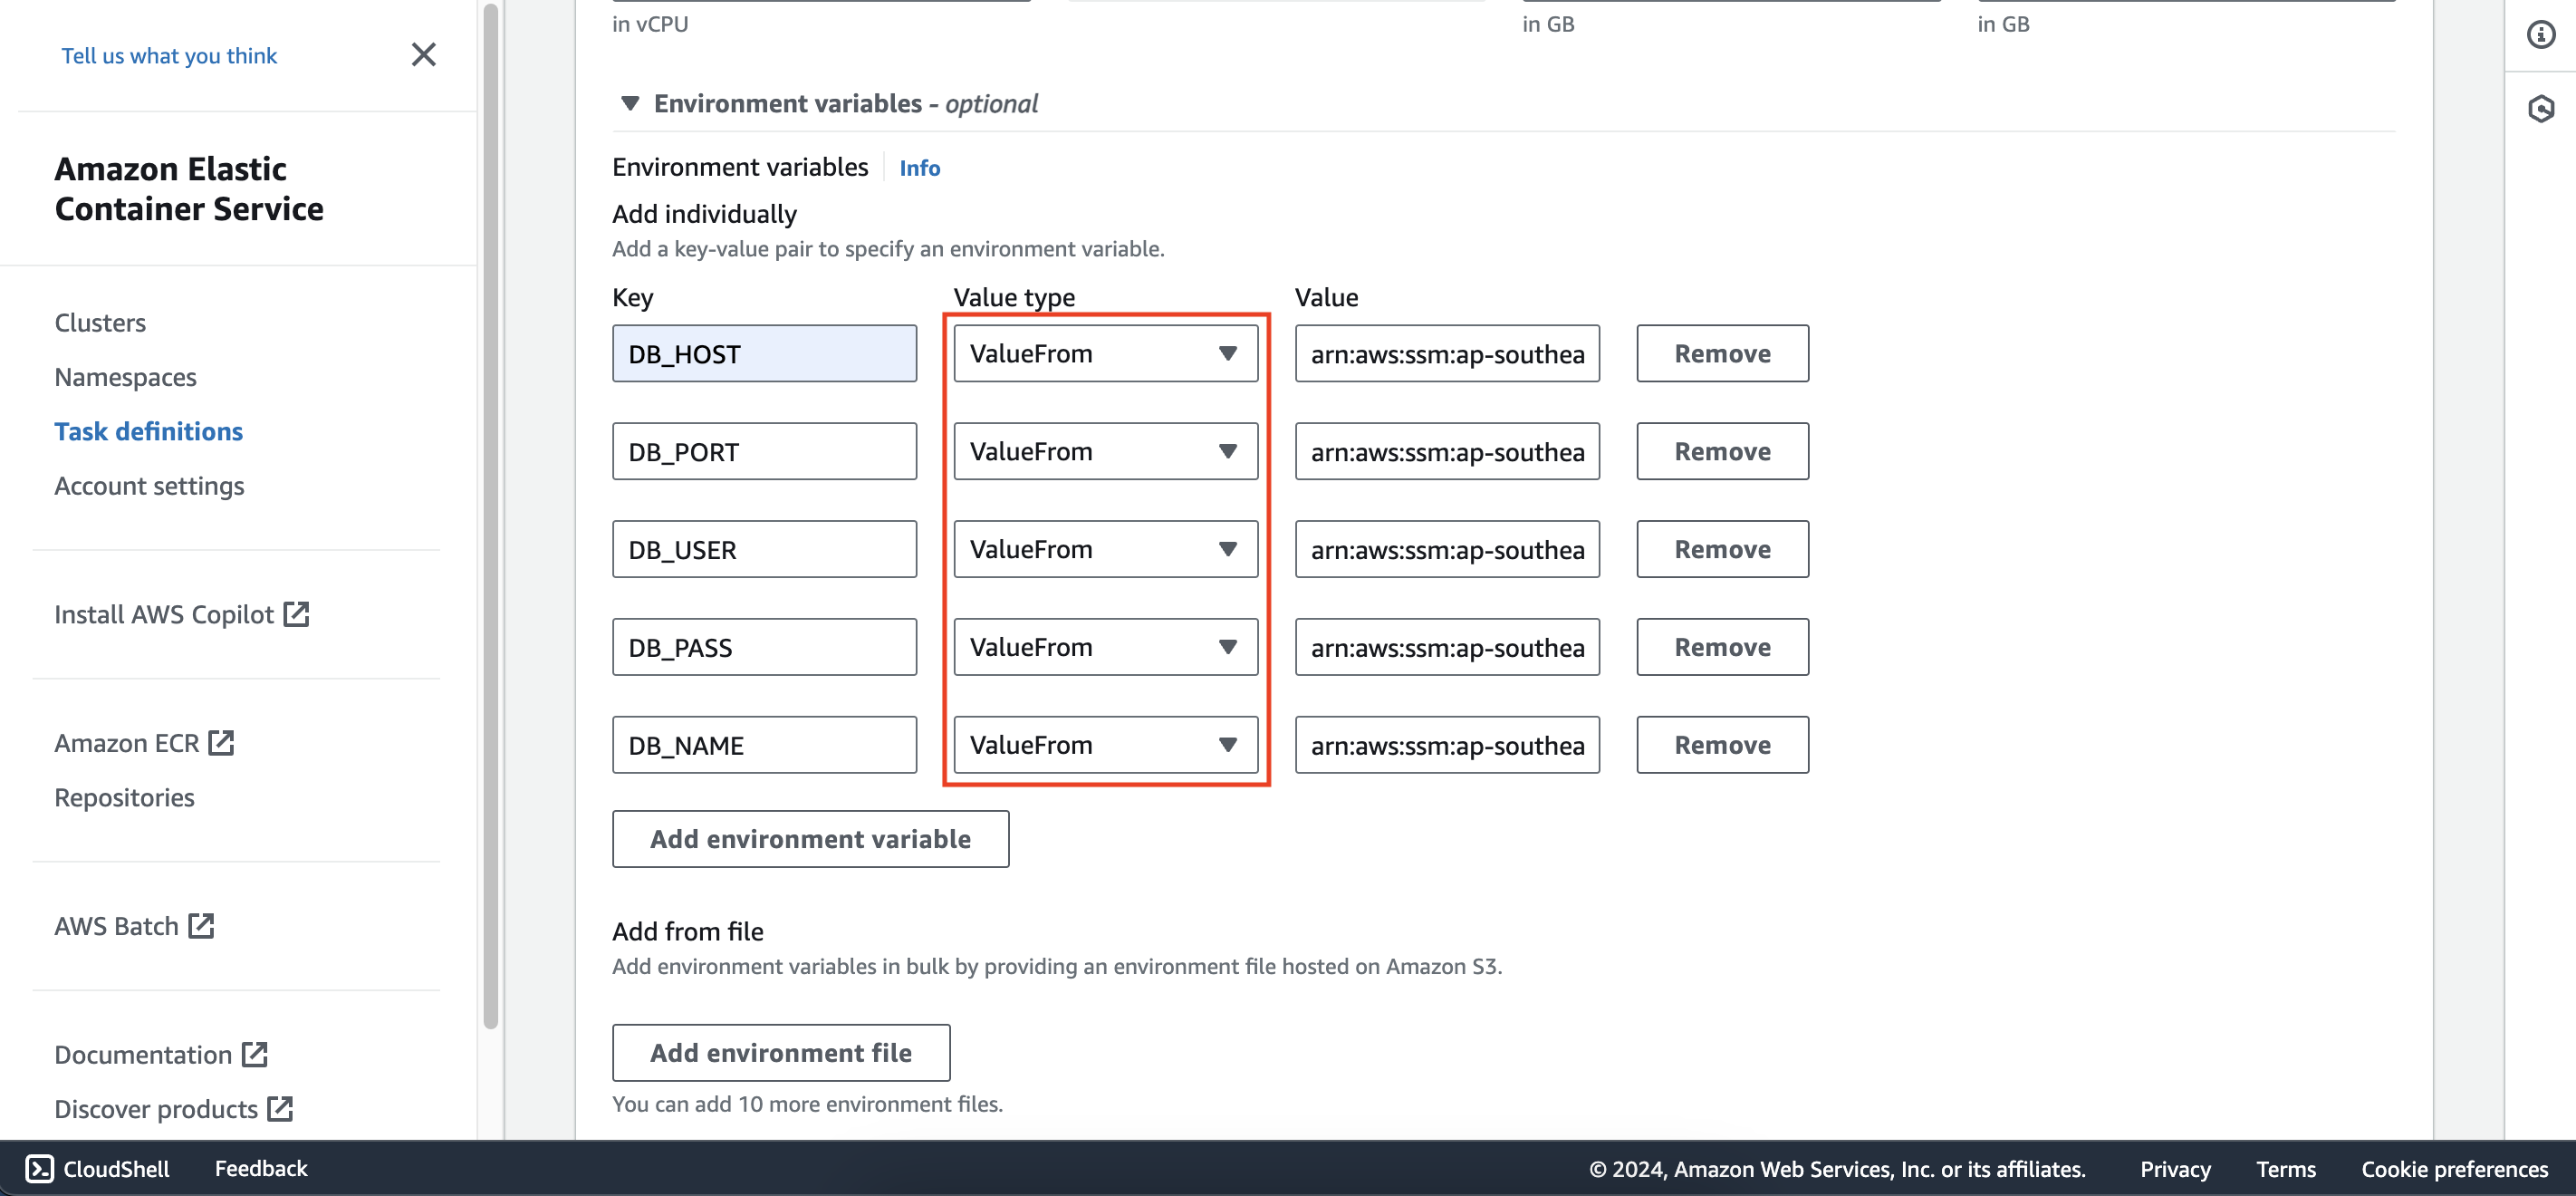 Tell us what you think
Amazon Elastic
Container Service
Clusters
Namespaces
Task definitions
Account settings
Install AWS Copilot
Amazon ECR
Repositories
AWS Batch
Documentation
Discover products
in vCPU
in GB
in GB
Environment variables - optional
Environment variables Info
Add individually
Add a key-value pair to specify an environment variable.
Key Value type Value
DB_HOST ValueFrom arn:aws:ssm:ap-southea Remove
DB_PORT ValueFrom arn:aws:ssm:ap-southea Remove
DB_USER ValueFrom arn:aws:ssm:ap-southea Remove
DB_PASS ValueFrom arn:aws:ssm:ap-southea Remove
DB_NAME ValueFrom arn:aws:ssm:ap-southea Remove
Add environment variable
Add from file
Add environment variables in bulk by providing an environment file hosted on Amazon S3.
Add environment file
You can add 10 more environment files.
CloudShell Feedback © 2024, Amazon Web Services, Inc. or its affiliates. Privacy Terms Cookie preferences